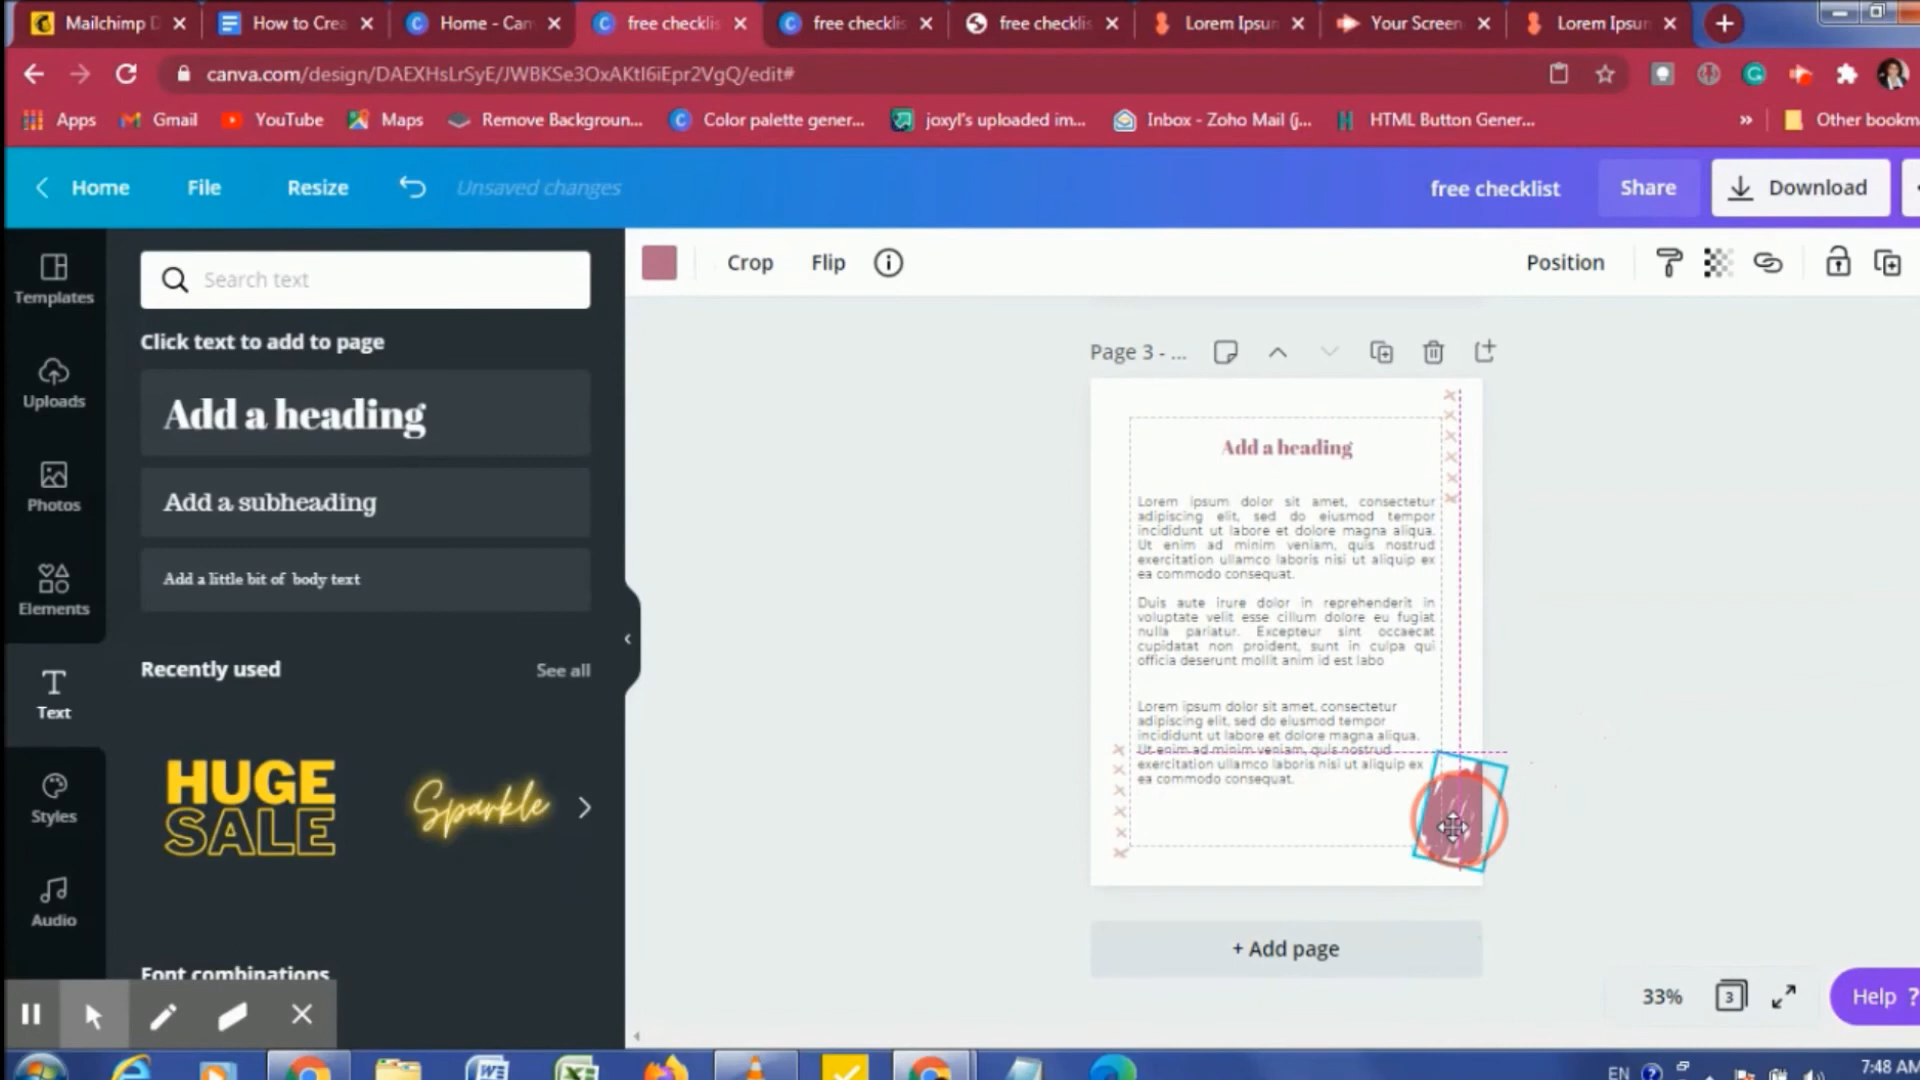 Mailchimp D
How to Crea
Home - Can
free checklis
free checklis
free checklis
Lorem Ipsun
Your Screen
Lorem Ipsun
canva.com/design/DAEXHsLrSyE/JWBKSe3OxAKtI6iEpr2VgQ/edit#
Apps
Gmail
YouTube
Maps
Remove Backgroun...
Color palette gener...
joxyl's uploaded im...
Inbox - Zoho Mail (j...
HTML Button Gener...
»
Other bookma
Home
File
Resize
Unsaved changes
free checklist
Share
Download
Templates
Uploads
Photos
Elements
Text
Styles
Audio
Search text
Click text to add to page
Add a heading
Add a subheading
Add a little bit of body text
Recently used
See all
HUGE
SALE
Sparkle
Font combinations
Crop
Flip
Position
Page 3 - ...
Add a heading
Lorem ipsum dolor sit amet, consectetur
adipiscing elit, sed do eiusmod tempor
incididunt ut labore et dolore magna aliqua.
Ut enim ad minim veniam, quis nostrud
exercitation ullamco laboris nisi ut aliquip ex
ea commodo consequat.
Duis aute irure dolor in reprehenderit in
voluptate velit esse cillum dolore eu fugiat
nulla pariatur. Excepteur sint occaecat
cupidatat non proident, sunt in culpa qui
officia deserunt mollit anim id est labo
Lorem ipsum dolor sit amet, consectetur
adipiscing elit, sed do eiusmod tempor
incididunt ut labore et dolore magna aliqua.
Ut enim ad minim veniam, quis nostrud
exercitation ullamco laboris nisi ut aliquip ex
ea commodo consequat.
+ Add page
33%
3
Help ?
EN
7:48 AM